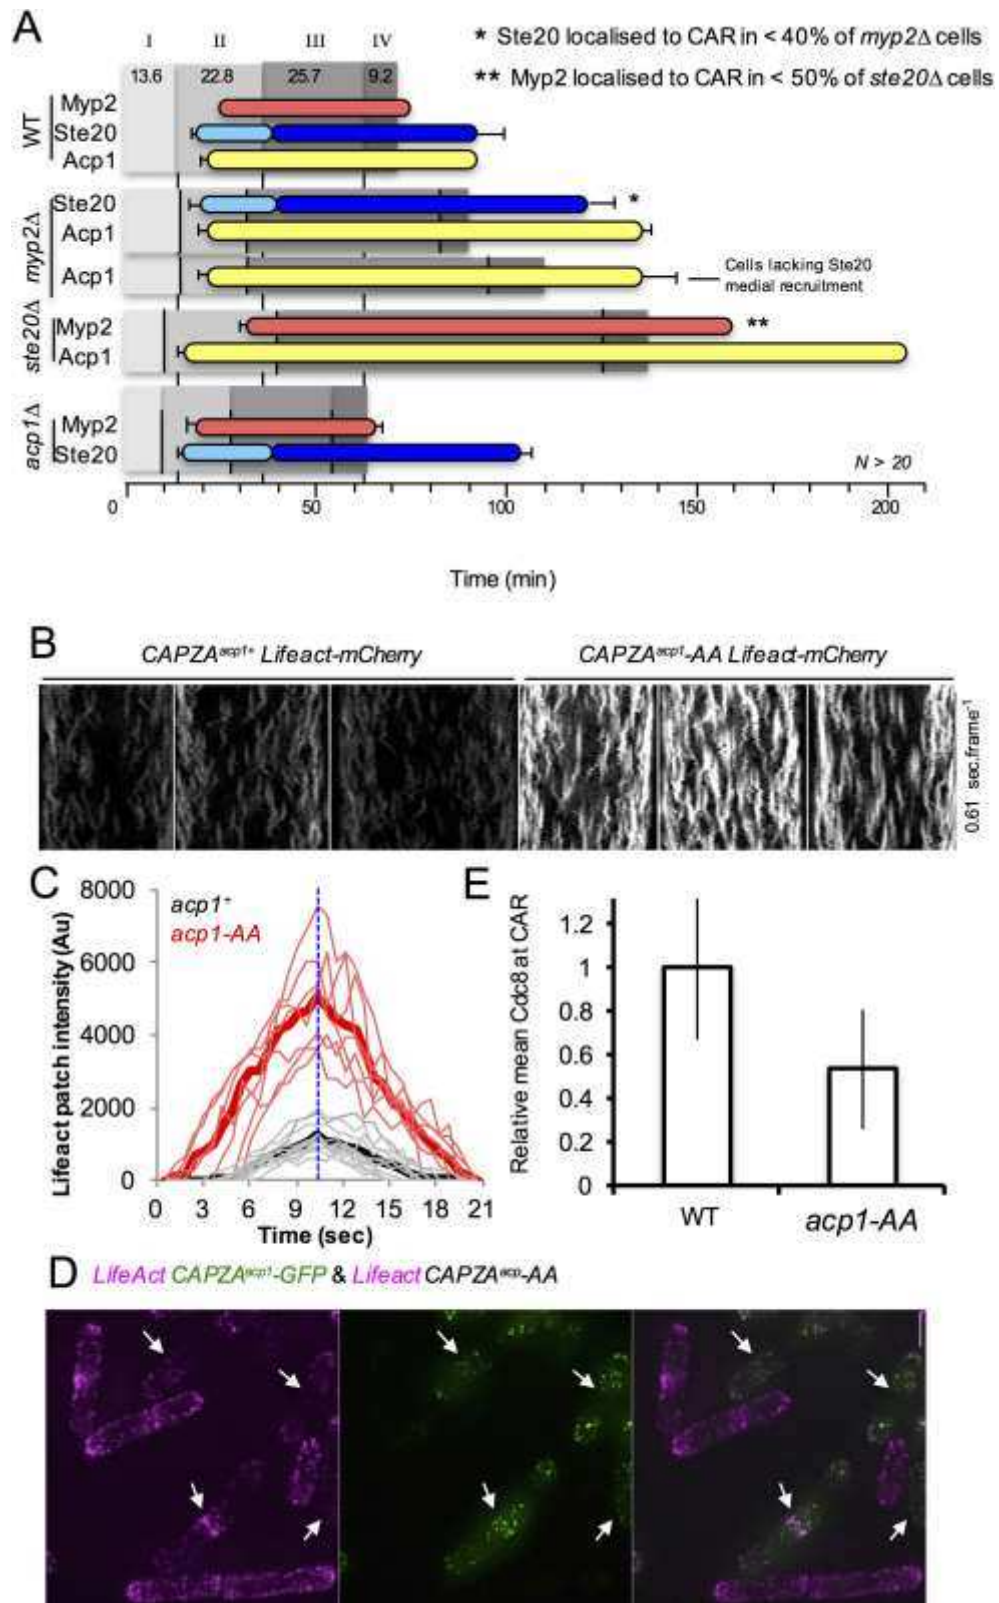 A
I II III IV
* Ste20 localised to CAR in < 40% of myp2Δ cells
** Myp2 localised to CAR in < 50% of ste20Δ cells
13.6 22.8 25.7 9.2
WT
Myp2
Ste20
Acp1
myp2Δ
Ste20 *
Acp1
Acp1
Cells lacking Ste20
medial recruitment
ste20Δ
Myp2 **
Acp1
acp1Δ
Myp2
Ste20
N > 20
0 50 100 150 200
Time (min)
B
CAPZA^acp1+ Lifeact-mCherry
CAPZA^acp1-AA Lifeact-mCherry
0.61 sec.frame^-1
C
Lifeact patch intensity (Au)
8000
6000
4000
2000
0
acp1+
acp1-AA
0 3 6 9 12 15 18 21
Time (sec)
E
Relative mean Cdc8 at CAR
1.2
1
0.8
0.6
0.4
0.2
0
WT acp1-AA
D LifeAct CAPZA^acp1-GFP & Lifeact CAPZA^acp-AA